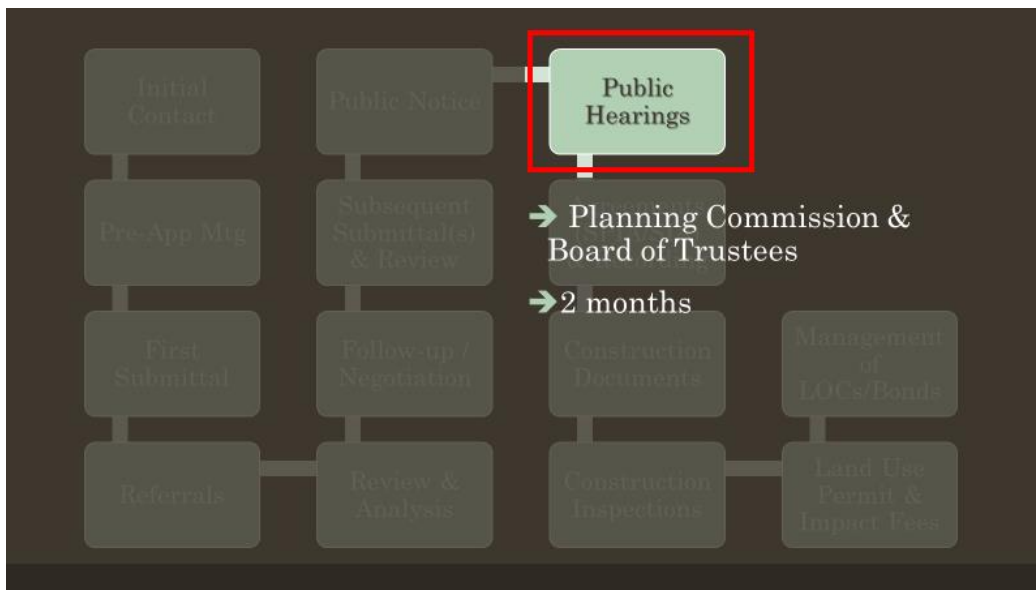 Initial
Contact
Pre-App Mtg
First
Submittal
Referrals
Review &
Analysis
Follow-up /
Negotiation
Subsequent
Submittal(s)
& Review
Public Notice
Public
Hearings
➔ Planning Commission &
Board of Trustees
➔ 2 months
Agreements
Construction
Documents
Construction
Inspections
Land Use
Permit &
Impact Fees
Management
of
LOCs/Bonds